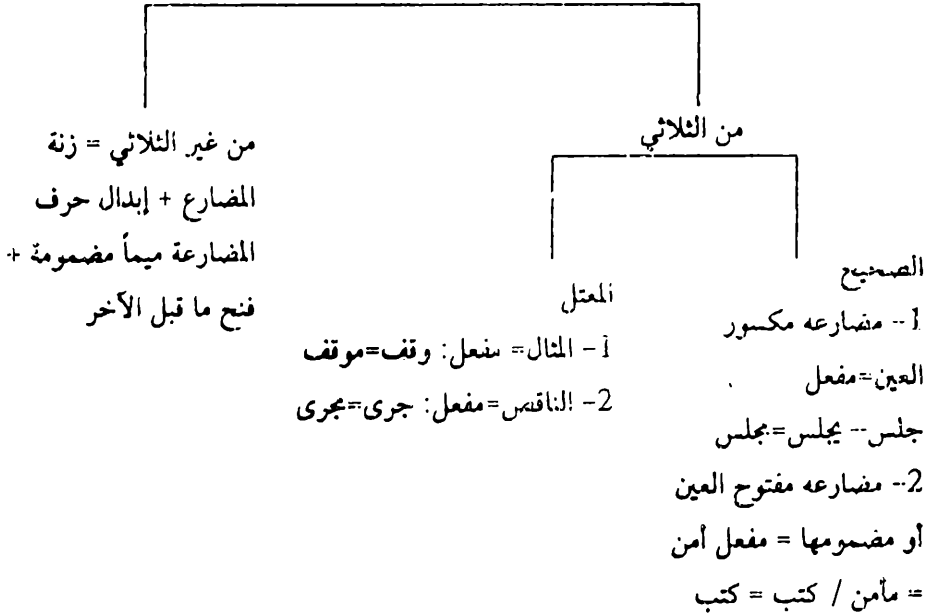 من الثلاثي
الصحيح
1- مضارعه مكسور
العين=مفعل
جلس- يجلس=مجلس
2- مضارعه مفتوح العين
أو مضمومها = مفعل أمن
= مأمن / كتب = كتب
المعتل
1- المثال= مفعل: وقف=موقف
2- الناقص=مفعل: جرى=مجرى
من غير الثلاثي = زنة
المضارع + إبدال حرف
المضارعة ميماً مضمومة +
فتح ما قبل الآخر